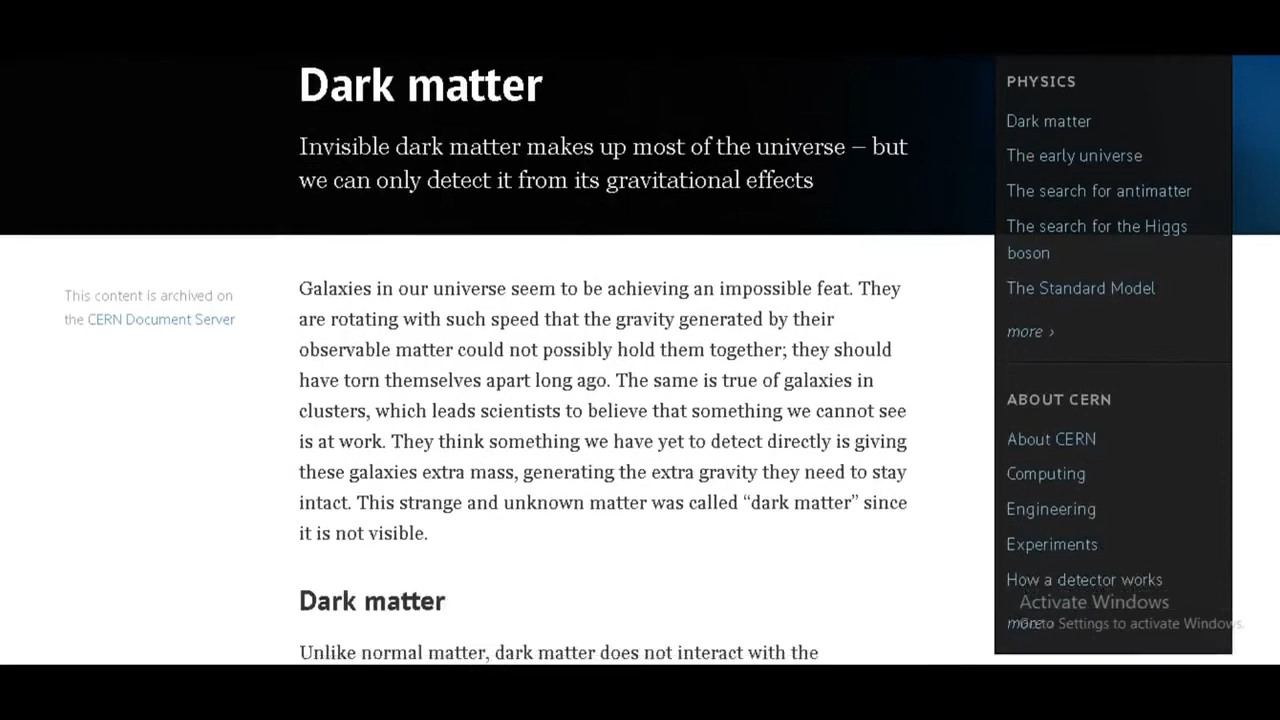 Dark matter
Invisible dark matter makes up most of the universe – but
we can only detect it from its gravitational effects
This content is archived on
the CERN Document Server
Galaxies in our universe seem to be achieving an impossible feat. They
are rotating with such speed that the gravity generated by their
observable matter could not possibly hold them together; they should
have torn themselves apart long ago. The same is true of galaxies in
clusters, which leads scientists to believe that something we cannot see
is at work. They think something we have yet to detect directly is giving
these galaxies extra mass, generating the extra gravity they need to stay
intact. This strange and unknown matter was called “dark matter” since
it is not visible.
Dark matter
Unlike normal matter, dark matter does not interact with the
PHYSICS
Dark matter
The early universe
The search for antimatter
The search for the Higgs
boson
The Standard Model
more ›
ABOUT CERN
About CERN
Computing
Engineering
Experiments
How a detector works
more ›
Activate Windows
Go to Settings to activate Windows.